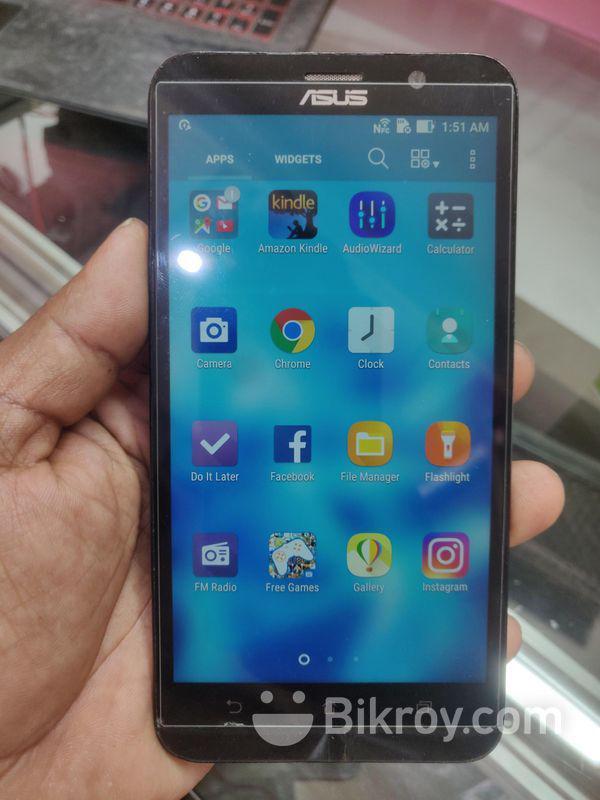 ASUS
NFC 1:51 AM
APPS WIDGETS
kindle
Google Amazon Kindle AudioWizard Calculator
Camera Chrome Clock Contacts
Do It Later Facebook File Manager Flashlight
FM Radio Free Games Gallery Instagram
Bikroy.com